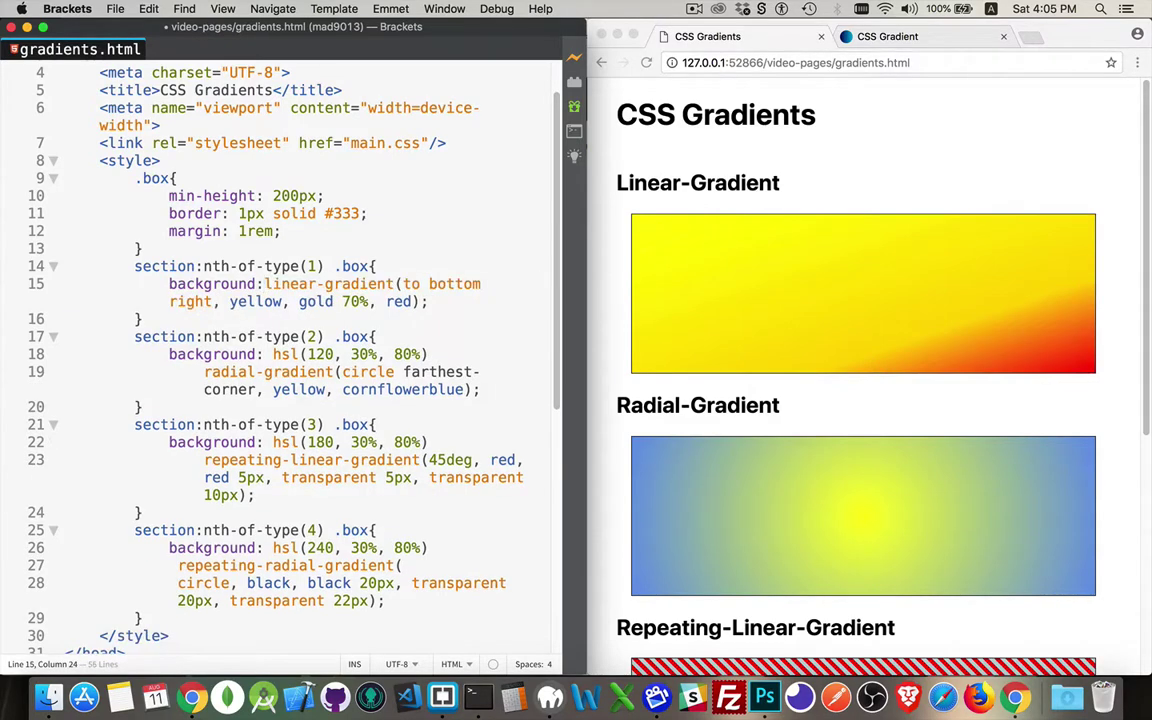 Brackets File Edit Find View Navigate Template Emmet Window Debug Help 100% A Sat 4:05 PM
video-pages/gradients.html (mad9013) — Brackets
gradients.html
4 <meta charset="UTF-8">
5 <title>CSS Gradients</title>
6 <meta name="viewport" content="width=device-
width">
7 <link rel="stylesheet" href="main.css"/>
8 <style>
9 .box{
10 min-height: 200px;
11 border: 1px solid #333;
12 margin: 1rem;
13 }
14 section:nth-of-type(1) .box{
15 background:linear-gradient(to bottom
right, yellow, gold 70%, red);
16 }
17 section:nth-of-type(2) .box{
18 background: hsl(120, 30%, 80%)
19 radial-gradient(circle farthest-
corner, yellow, cornflowerblue);
20 }
21 section:nth-of-type(3) .box{
22 background: hsl(180, 30%, 80%)
23 repeating-linear-gradient(45deg, red,
red 5px, transparent 5px, transparent
10px);
24 }
25 section:nth-of-type(4) .box{
26 background: hsl(240, 30%, 80%)
27 repeating-radial-gradient(
28 circle, black, black 20px, transparent
20px, transparent 22px);
29 }
30 </style>
31 </head>
Line 15, Column 24 — 55 Lines INS UTF-8 HTML Spaces: 4
CSS Gradients CSS Gradient
127.0.0.1:52866/video-pages/gradients.html
CSS Gradients
Linear-Gradient
Radial-Gradient
Repeating-Linear-Gradient